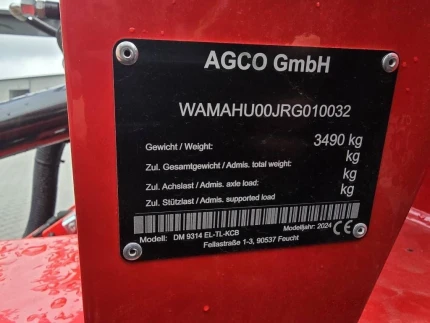 AGCO GmbH
WAMAHU00JRG010032
Gewicht / Weight: 3490 kg
Zul. Gesamtgewicht / Admis. total weight: kg
Zul. Achslast / Admis. axle load: kg
Zul. Stützlast / Admis. supported load kg
Modell: DM 9314 EL-TL-KCB Modelljahr: 2024 CE
Fellastraße 1-3, 90537 Feucht